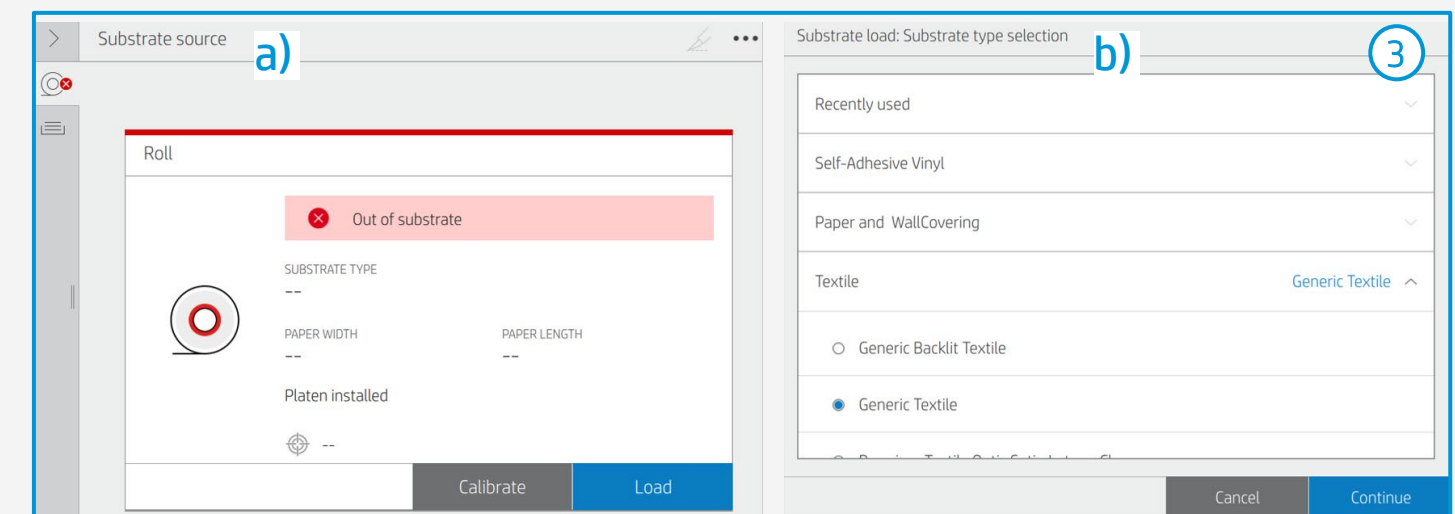 Substrate source
a)
•••
Roll
Out of substrate
SUBSTRATE TYPE
--
PAPER WIDTH PAPER LENGTH
-- --
Platen installed
--
Calibrate Load
Substrate load: Substrate type selection
b)
3
Recently used
Self-Adhesive Vinyl
Paper and WallCovering
Textile Generic Textile
Generic Backlit Textile
Generic Textile
Cancel Continue